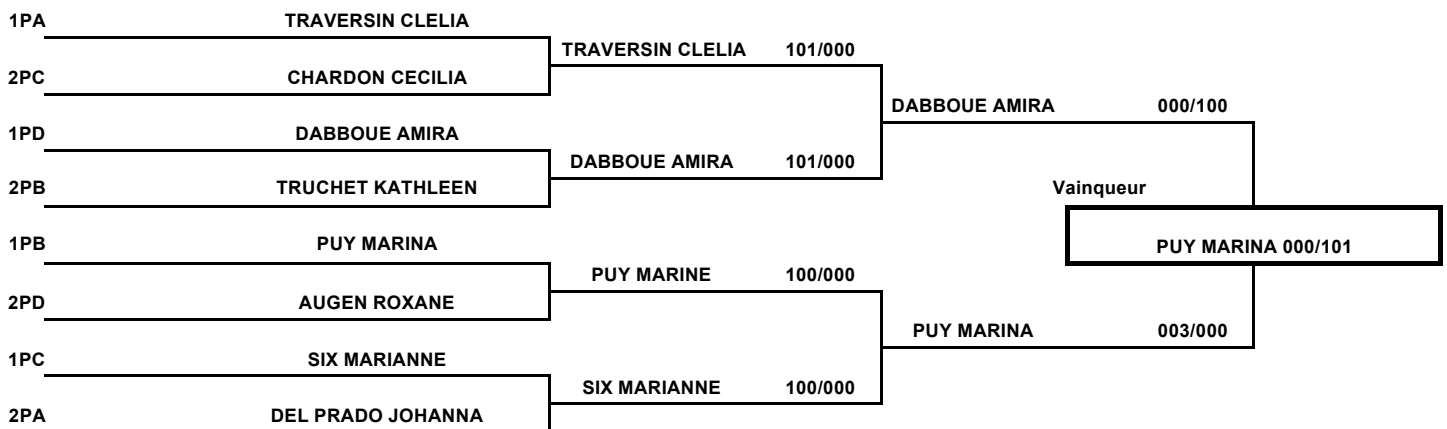 1PA TRAVERSIN CLELIA
TRAVERSIN CLELIA 101/000
2PC CHARDON CECILIA
DABBOUE AMIRA 000/100
1PD DABBOUE AMIRA
DABBOUE AMIRA 101/000
2PB TRUCHET KATHLEEN
Vainqueur
1PB PUY MARINA
PUY MARINA 000/101
PUY MARINE 100/000
2PD AUGEN ROXANE
PUY MARINA 003/000
1PC SIX MARIANNE
SIX MARIANNE 100/000
2PA DEL PRADO JOHANNA